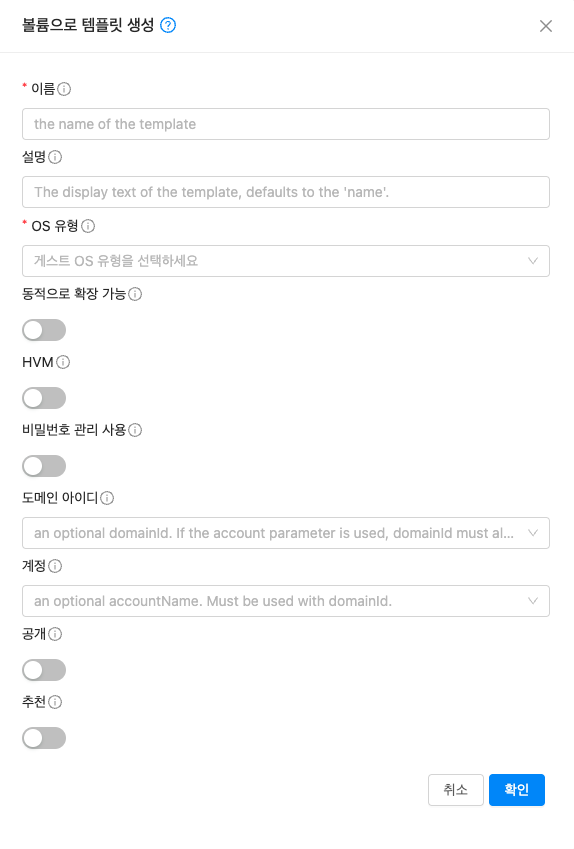 볼륨으로 템플릿 생성
* 이름
the name of the template
설명
The display text of the template, defaults to the 'name'.
* OS 유형
게스트 OS 유형을 선택하세요
동적으로 확장 가능
HVM
비밀번호 관리 사용
도메인 아이디
an optional domainId. If the account parameter is used, domainId must al...
계정
an optional accountName. Must be used with domainId.
공개
추천
취소 확인